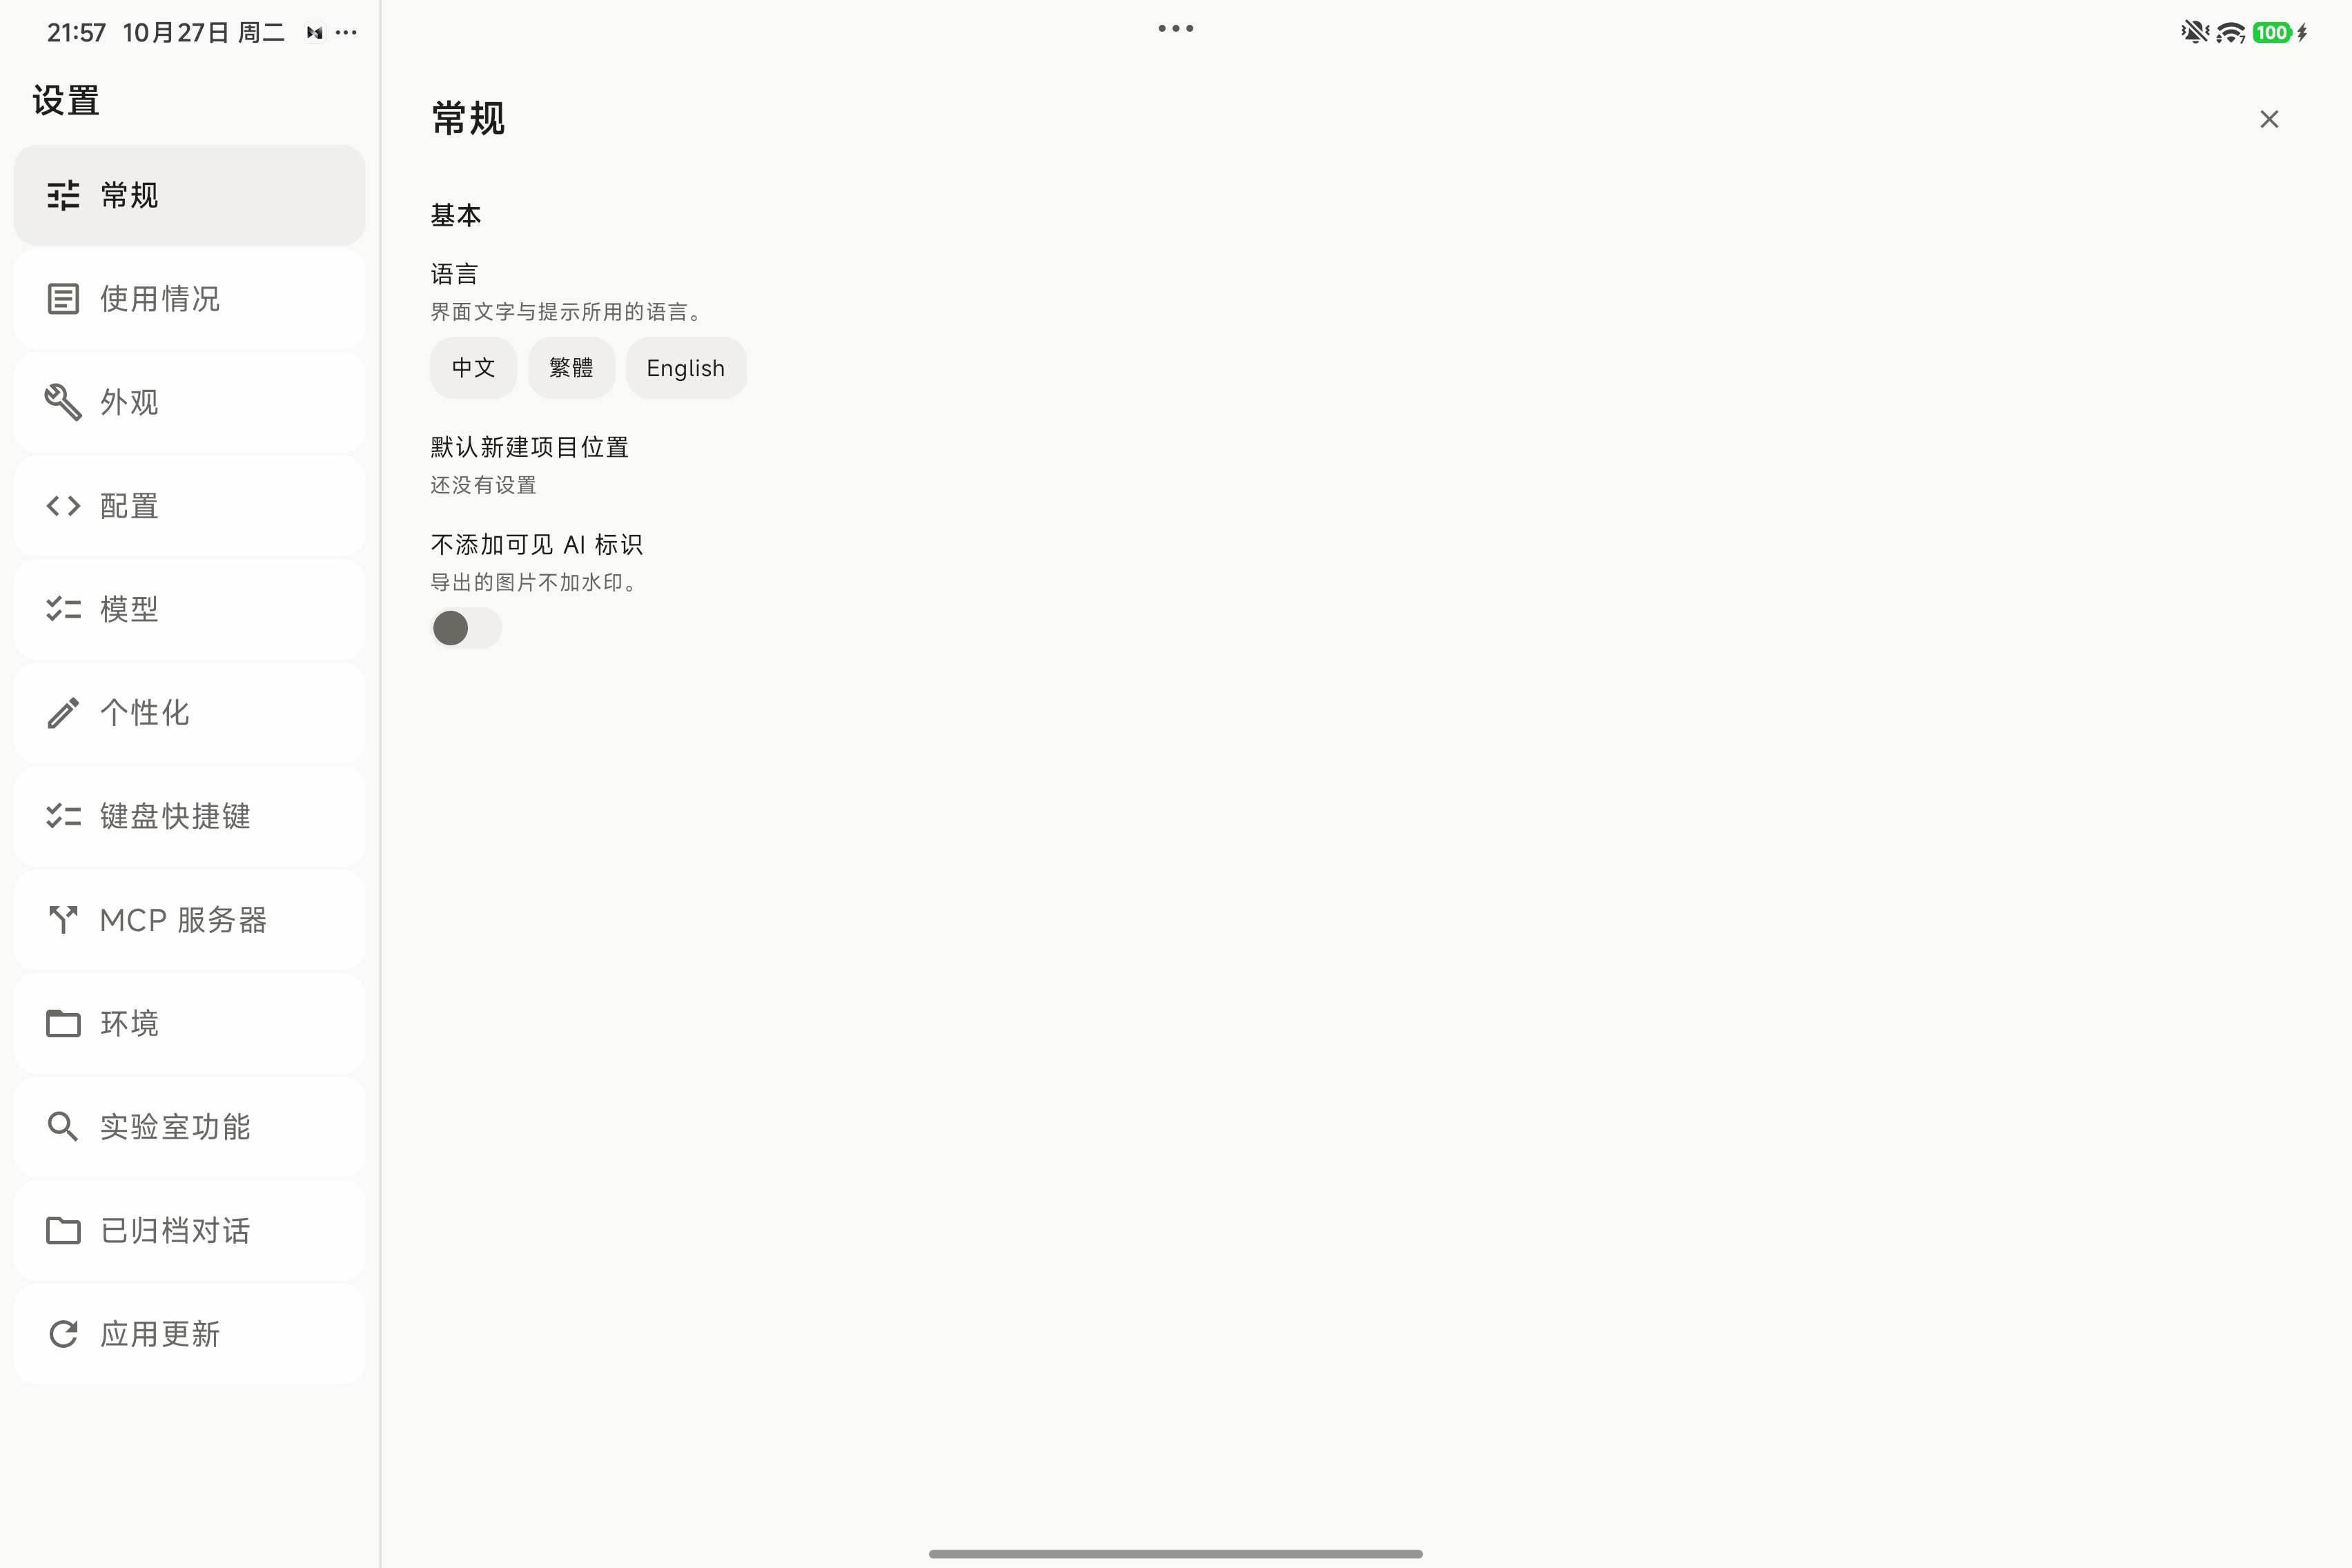 21:57 10月27日 周二
100
设置
常规
使用情况
外观
配置
模型
个性化
键盘快捷键
MCP 服务器
环境
实验室功能
已归档对话
应用更新
常规
基本
语言
界面文字与提示所用的语言。
中文 繁體 English
默认新建项目位置
还没有设置
不添加可见 AI 标识
导出的图片不加水印。